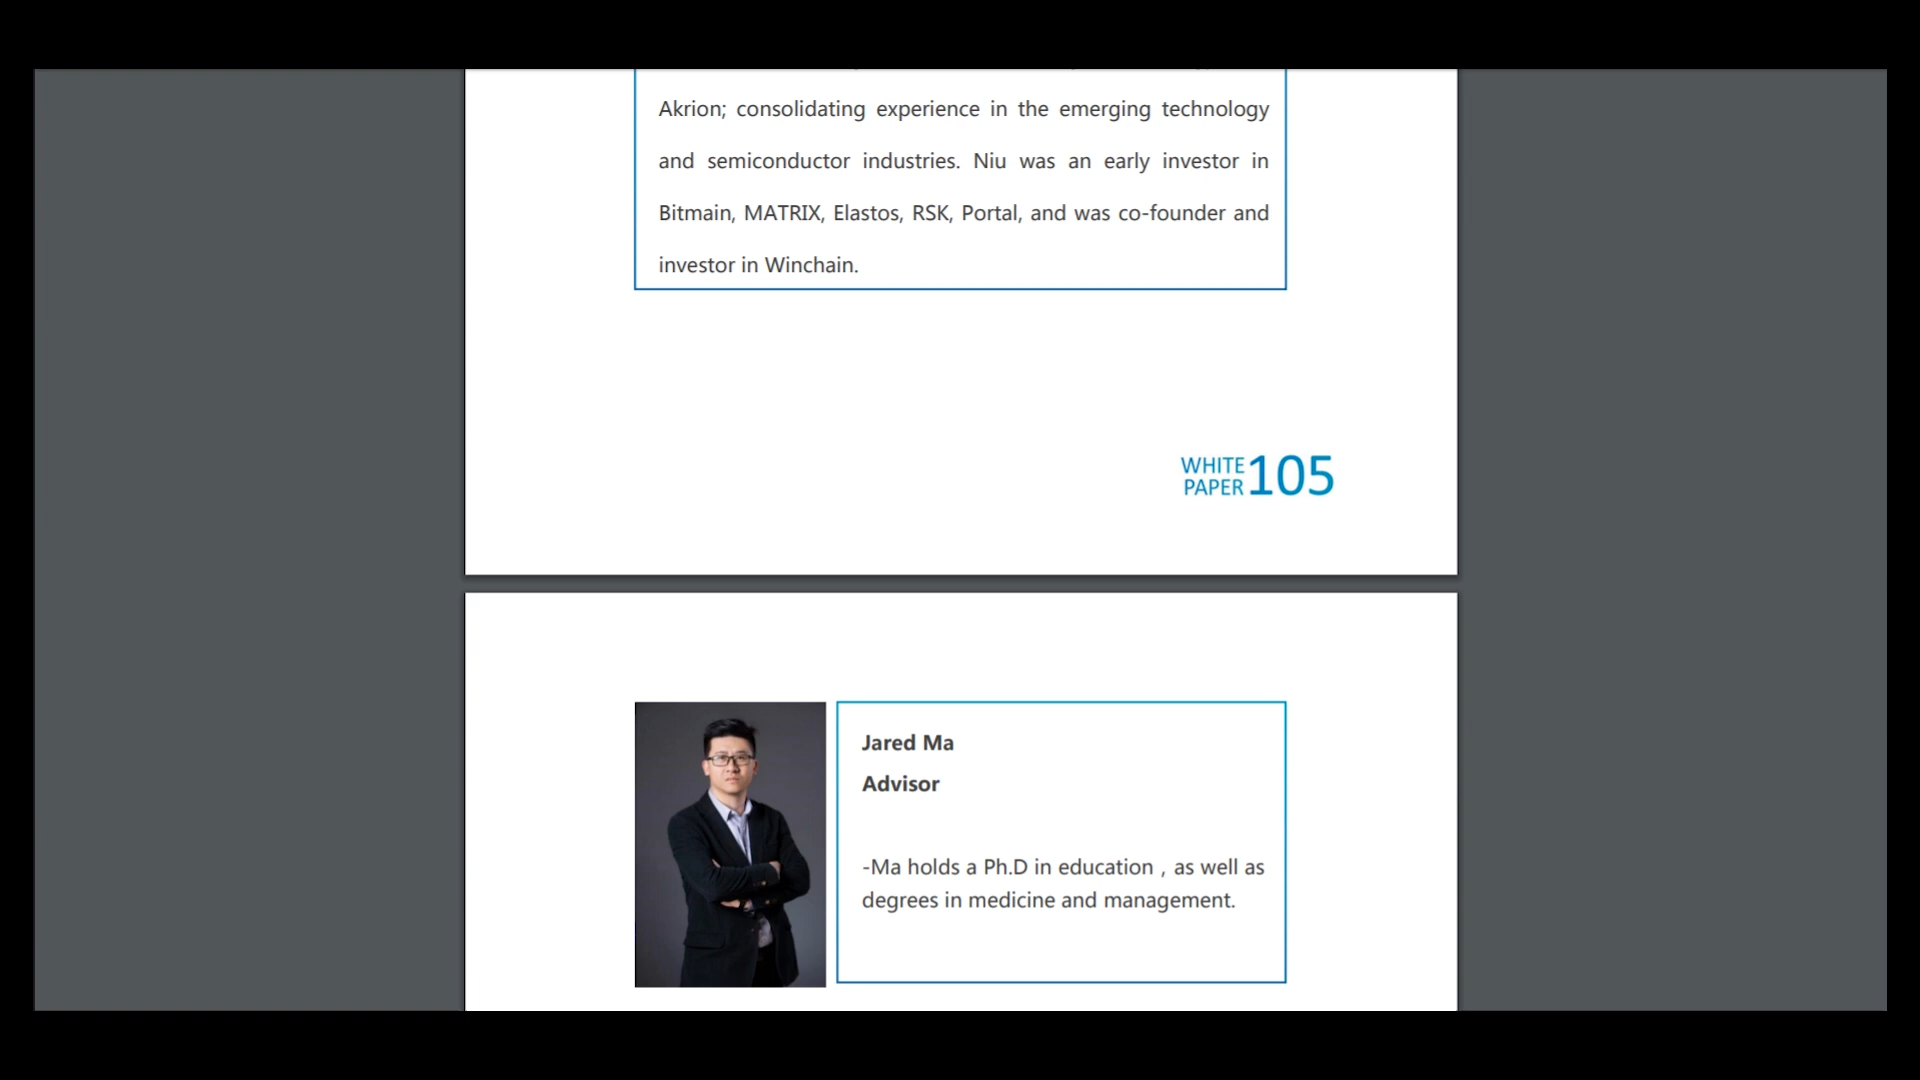 Akrion; consolidating experience in the emerging technology
and semiconductor industries. Niu was an early investor in
Bitmain, MATRIX, Elastos, RSK, Portal, and was co-founder and
investor in Winchain.
WHITE
PAPER 105
Jared Ma
Advisor
-Ma holds a Ph.D in education , as well as
degrees in medicine and management.